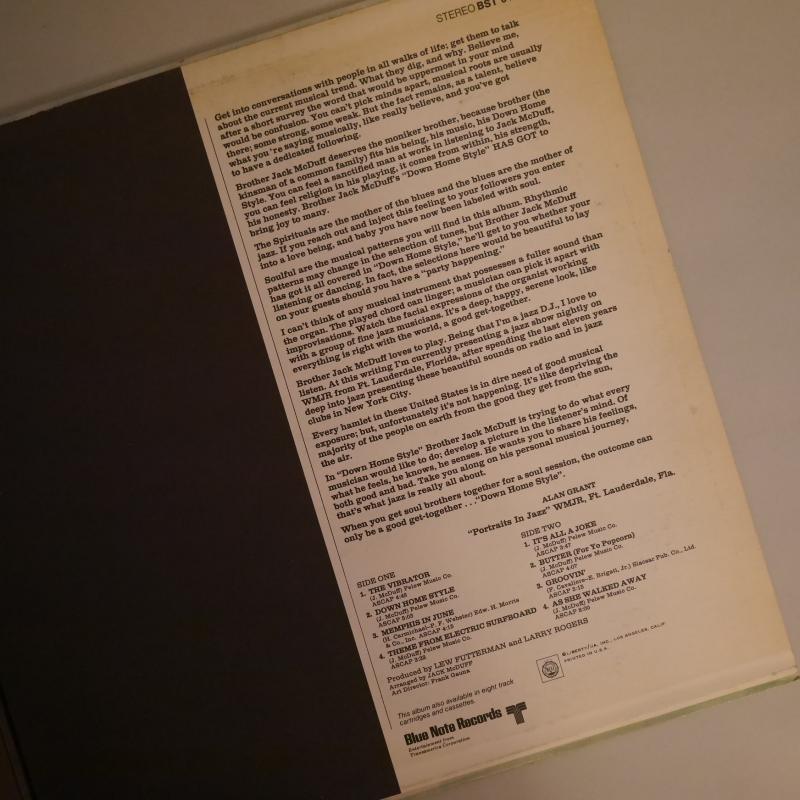 STEREO BST
Get into conversations with people in all walks of life; get them to talk
about the current musical trend. What they dig, and why. Believe me,
after a short survey the word that would be uppermost in your mind
would be confusion. You can't pick minds apart, musical roots are usually
there; some strong, some weak. But the fact remains, as a talent, believe
what you're saying musically, like really believe, and you've got
to have a dedicated following.
Brother Jack McDuff deserves the moniker brother, because brother (the
kinsman of a common family) fits his being, his music, his Down Home
Style. You can feel a sanctified man at work in listening to Jack McDuff,
you can feel religion in his playing, it comes from within, his strength,
his honesty. Brother Jack McDuff's "Down Home Style" HAS GOT to
bring joy to many.
The Spirituals are the mother of the blues and the blues are the mother of
jazz. If you reach out and inject this feeling to your followers you enter
into a love being, and baby you have now been labeled with soul.
Soulful are the musical patterns you will find in this album. Rhythmic
patterns may change in the selection of tunes, but Brother Jack McDuff
has got it all covered in "Down Home Style," he'll get to you whether your
listening or dancing. In fact, the selections here would be beautiful to lay
on your guests should you have a "party happening."
I can't think of any musical instrument that possesses a fuller sound than
the organ. The played chord can linger; a musician can pick it apart with
improvisations. Watch the facial expressions of the organist working
with a group of fine jazz musicians. It's a deep, happy, serene look, like
everything is right with the world, a good get-together.
Brother Jack McDuff loves to play. Being that I'm a jazz D.J., I love to
listen. At this writing I'm currently presenting a jazz show nightly on
WMJR from Ft. Lauderdale, Florida, after spending the last eleven years
deep into jazz presenting these beautiful sounds on radio and in jazz
clubs in New York City.
Every hamlet in these United States is in dire need of good musical
exposure; but, unfortunately it's not happening. It's like depriving the
majority of the people on earth from the good they get from the sun,
the air.
In "Down Home Style" Brother Jack McDuff is trying to do what every
musician would like to do; develop a picture in the listener's mind. Of
what he feels, he knows, he senses. He wants you to share his feelings,
both good and bad. Take you along on his personal musical journey,
that's what jazz is really all about.
When you get soul brothers together for a soul session, the outcome can
only be a good get-together . . . "Down Home Style".
ALAN GRANT
"Portraits In Jazz" WMJR, Ft. Lauderdale, Fla.
SIDE ONE
1. THE VIBRATOR
(J. McDuff) Pelew Music Co.
ASCAP
2. DOWN HOME STYLE
(J. McDuff) Pelew Music Co.
ASCAP
3. MEMPHIS IN JUNE
(H. Carmichael-P. F. Webster) Edw. H. Morris
& Co., Inc. ASCAP 4:15
4. THEME FROM ELECTRIC SURFBOARD
(J. McDuff) Pelew Music Co.
ASCAP
SIDE TWO
1. IT'S ALL A JOKE
(J. McDuff) Pelew Music Co.
ASCAP 3:47
2. BUTTER (For Yo Popcorn)
(J. McDuff) Pelew Music Co.
ASCAP 4:07
3. GROOVIN'
(F. Cavaliere-E. Brigati, Jr.) Slacsar Pub. Co., Ltd.
ASCAP
4. AS SHE WALKED AWAY
(J. McDuff) Pelew Music Co.
ASCAP
Produced by LEW FUTTERMAN and LARRY ROGERS
Arranged by JACK McDUFF
Art Director: Frank Gauna
This album also available in eight track
cartridges and cassettes.
Blue Note Records
Entertainment from
Transamerica Corporation
© LIBERTY/UA, INC., LOS ANGELES, CALIF.
PRINTED IN U.S.A.